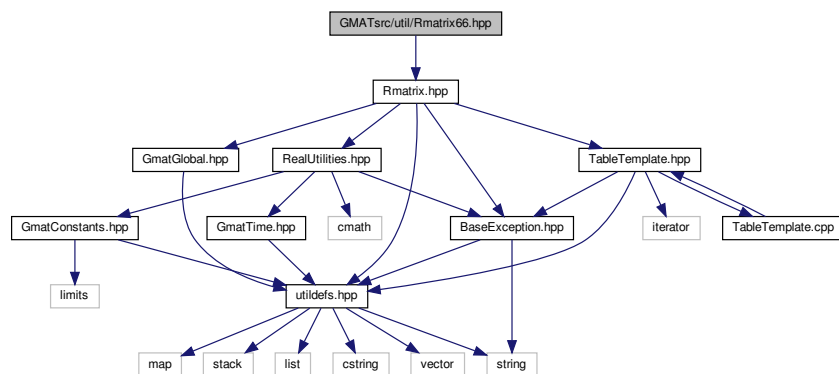 GMATsrc/util/Rmatrix66.hpp
Rmatrix.hpp
GmatGlobal.hpp
RealUtilities.hpp
TableTemplate.hpp
GmatConstants.hpp
GmatTime.hpp
cmath
BaseException.hpp
iterator
TableTemplate.cpp
limits
utildefs.hpp
map
stack
list
cstring
vector
string